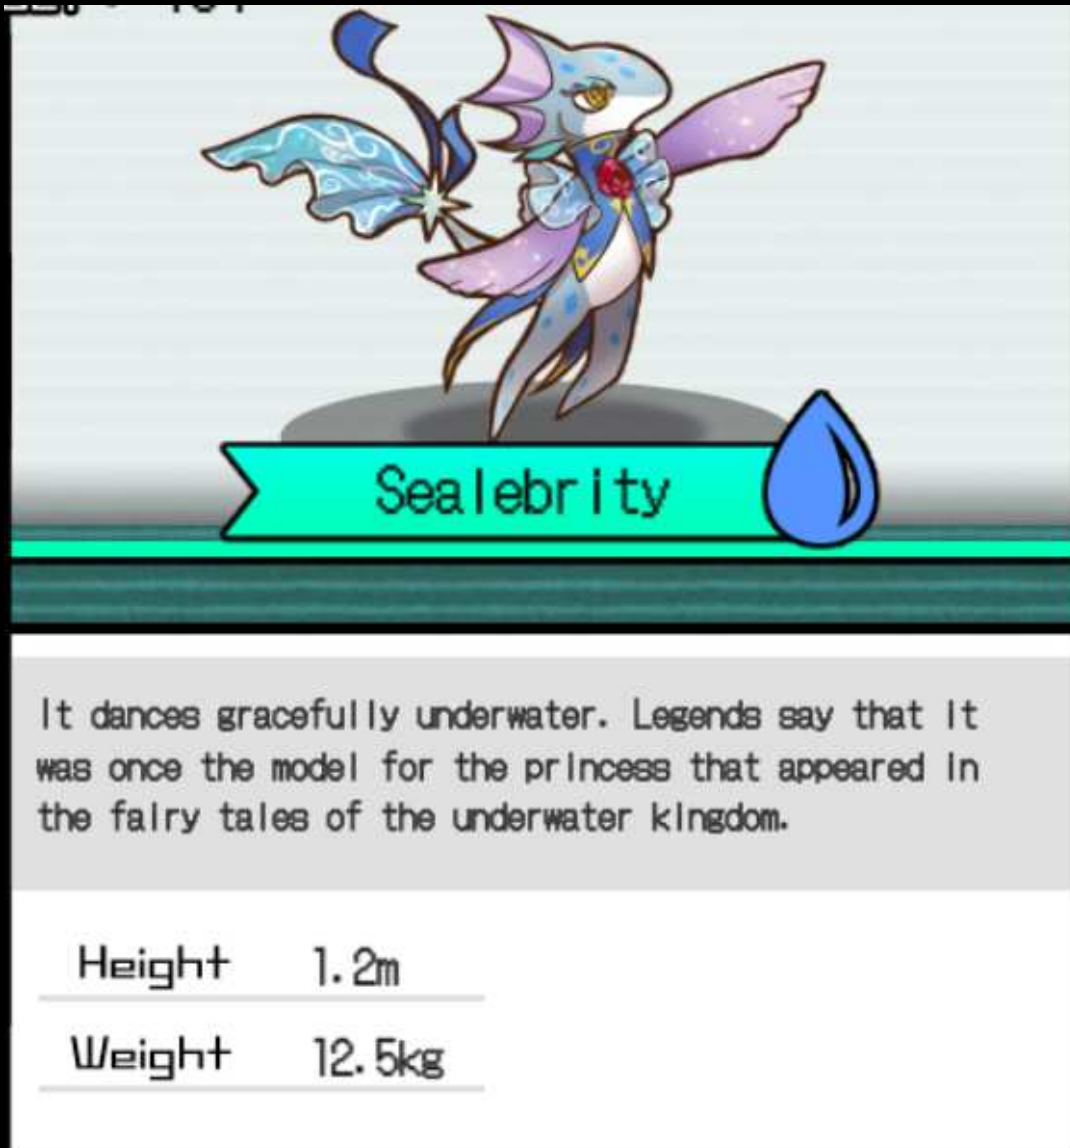 Sealebrity
It dances gracefully underwater. Legends say that it
was once the model for the princess that appeared in
the fairy tales of the underwater kingdom.
Height 1.2m
Weight 12.5kg